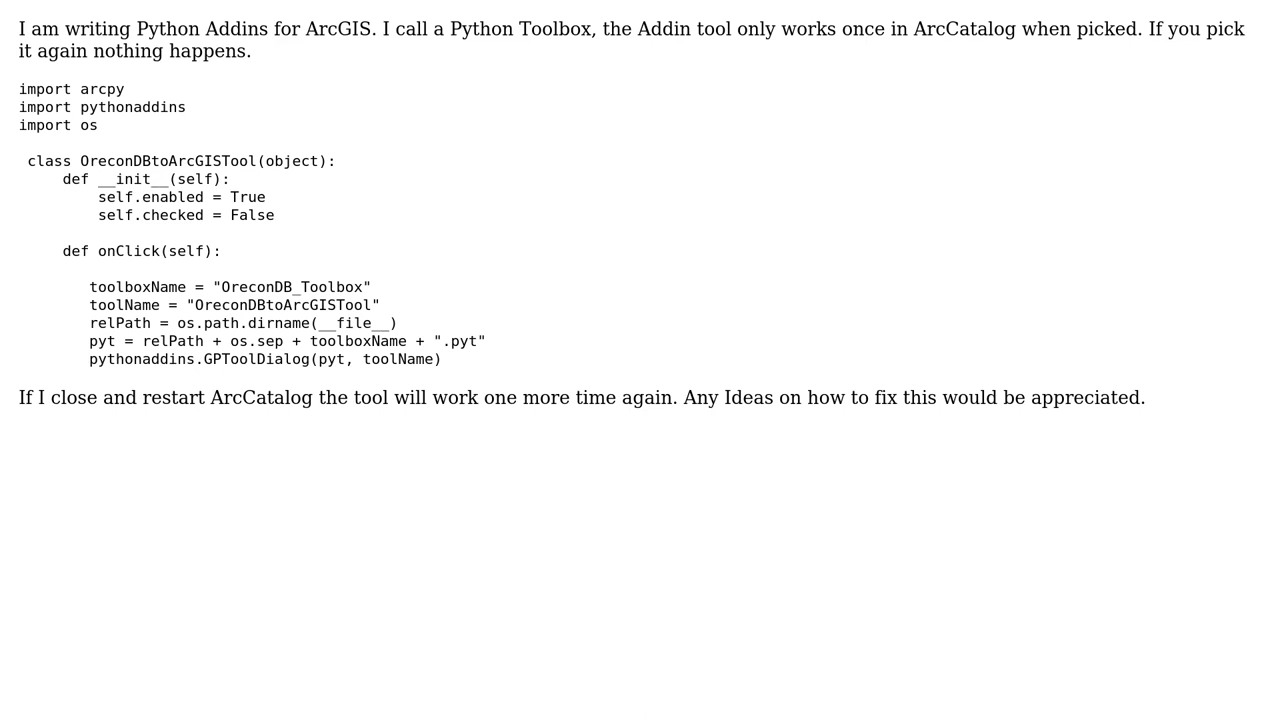 I am writing Python Addins for ArcGIS. I call a Python Toolbox, the Addin tool only works once in ArcCatalog when picked. If you pick
it again nothing happens.
import arcpy
import pythonaddins
import os
class OreconDBtoArcGISTool(object):
def __init__(self):
self.enabled = True
self.checked = False
def onClick(self):
toolboxName = "OreconDB_Toolbox"
toolName = "OreconDBtoArcGISTool"
relPath = os.path.dirname(__file__)
pyt = relPath + os.sep + toolboxName + ".pyt"
pythonaddins.GPToolDialog(pyt, toolName)
If I close and restart ArcCatalog the tool will work one more time again. Any Ideas on how to fix this would be appreciated.